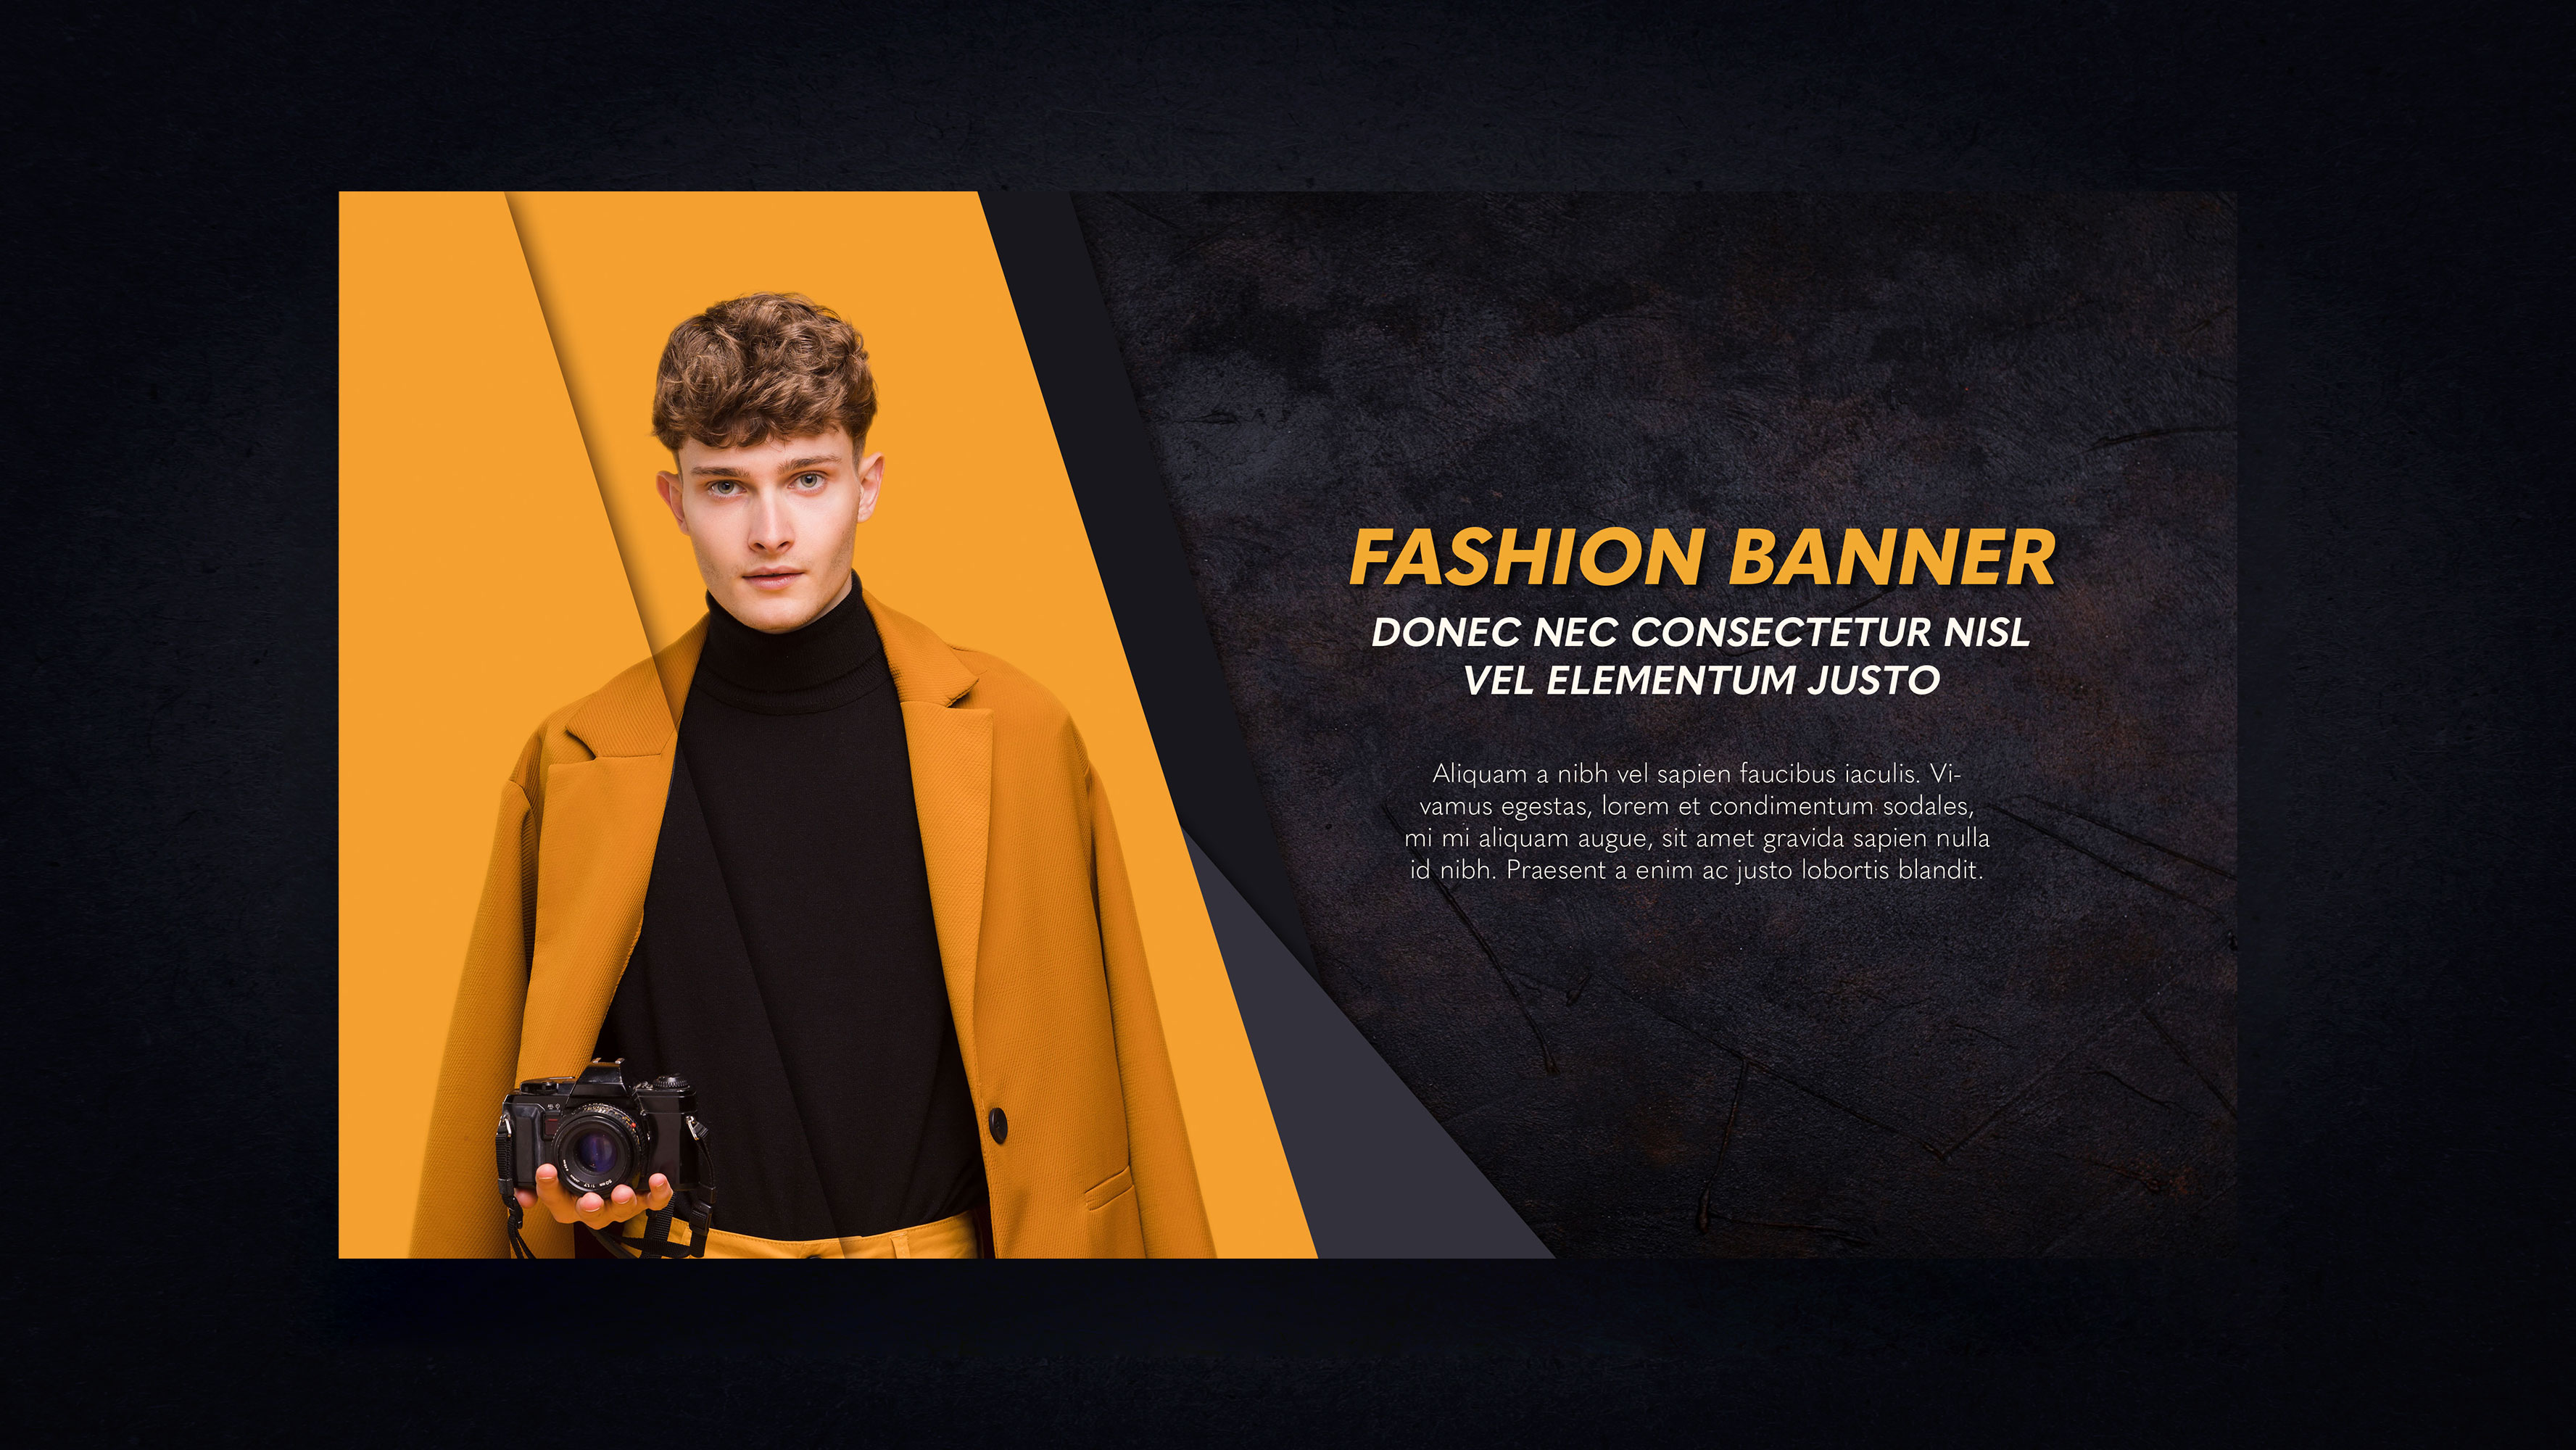 FASHION BANNER
DONEC NEC CONSECTETUR NISL
VEL ELEMENTUM JUSTO
Aliquam a nibh vel sapien faucibus iaculis. Vi-
vamus egestas, lorem et condimentum sodales,
mi mi aliquam augue, sit amet gravida sapien nulla
id nibh. Praesent a enim ac justo lobortis blandit.